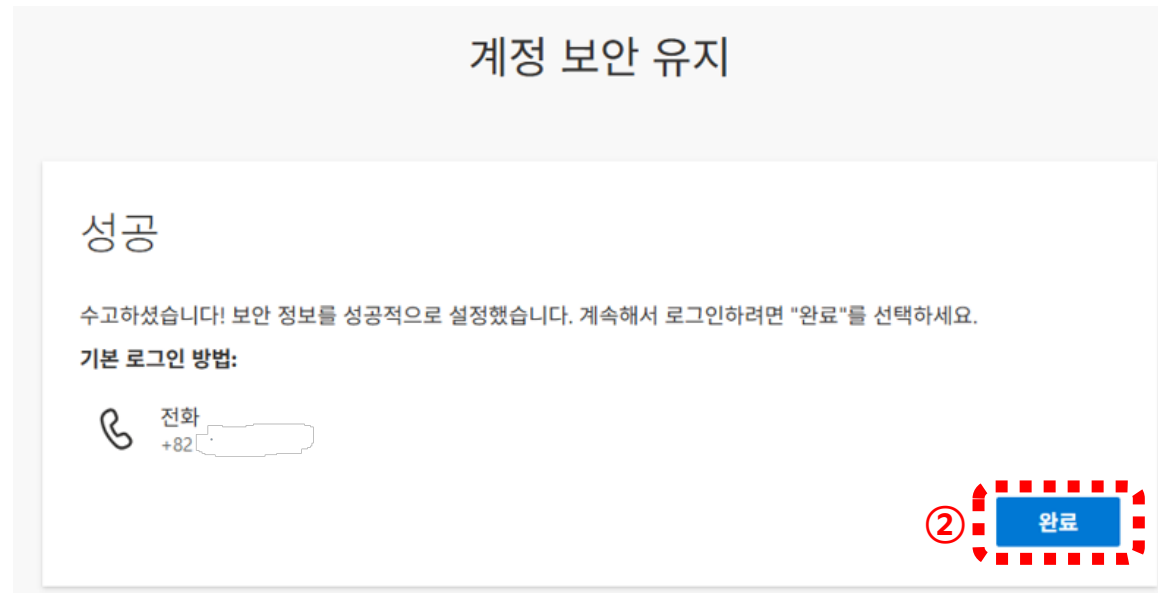 계정 보안 유지
성공
수고하셨습니다! 보안 정보를 성공적으로 설정했습니다. 계속해서 로그인하려면 "완료"를 선택하세요.
기본 로그인 방법:
전화
+82
② 완료